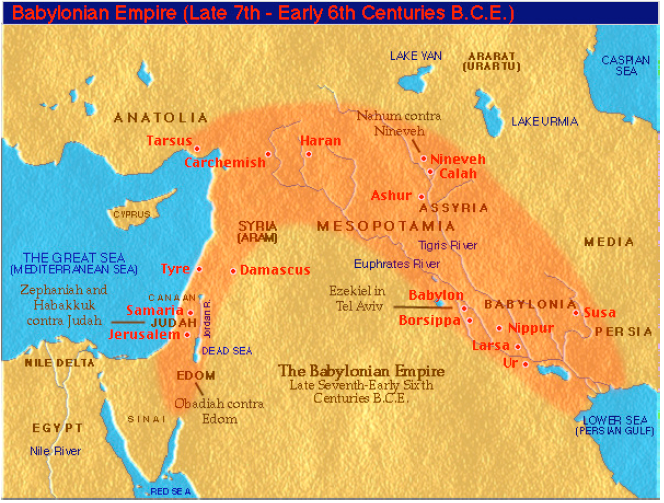 Babylonian Empire (Late 7th - Early 6th Centuries B.C.E.)
LAKE VAN
ARARAT
(URARTU)
CASPIAN
SEA
ANATOLIA
Nahum contra
Nineveh
LAKE URMIA
Tarsus
Haran
Carchemish
Nineveh
Calah
Ashur
ASSYRIA
CYPRUS
SYRIA
(ARAM)
MESOPOTAMIA
Tigris River
MEDIA
THE GREAT SEA
(MEDITERRANEAN SEA)
Tyre
Damascus
Euphrates River
Zephaniah and
Habakkuk
contra Judah
CANAAN
Samaria
JUDAH
Jordan R.
Jerusalem
Ezekiel in
Tel Aviv
Babylon
BABYLONIA
Borsippa
Nippur
Susa
PERSIA
Larsa
Ur
DEAD SEA
NILE DELTA
EDOM
The Babylonian Empire
Late Seventh-Early Sixth
Centuries B.C.E.
Obadiah contra
Edom
SINAI
EGYPT
Nile River
LOWER SEA
(PERSIAN GULF)
RED SEA